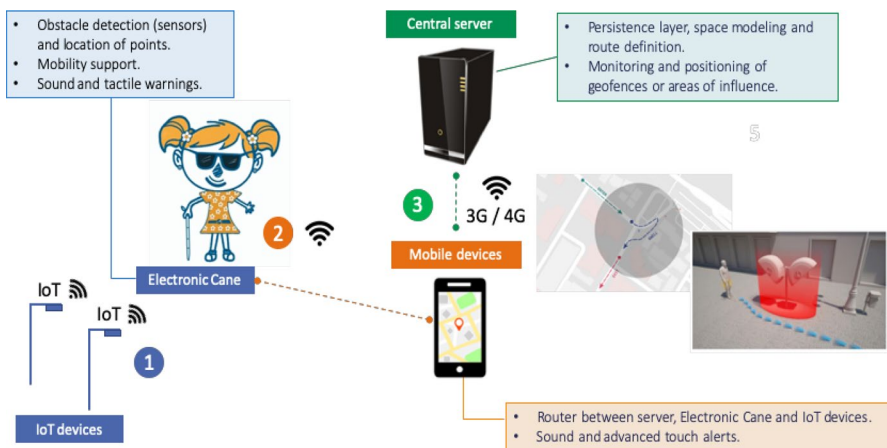 • Obstacle detection (sensors)
and location of points.
• Mobility support.
• Sound and tactile warnings.
Central server
• Persistence layer, space modeling and
route definition.
• Monitoring and positioning of
geofences or areas of influence.
5
3
3G / 4G
2
Mobile devices
Electronic Cane
IoT
IoT
1
IoT devices
• Router between server, Electronic Cane and IoT devices.
• Sound and advanced touch alerts.